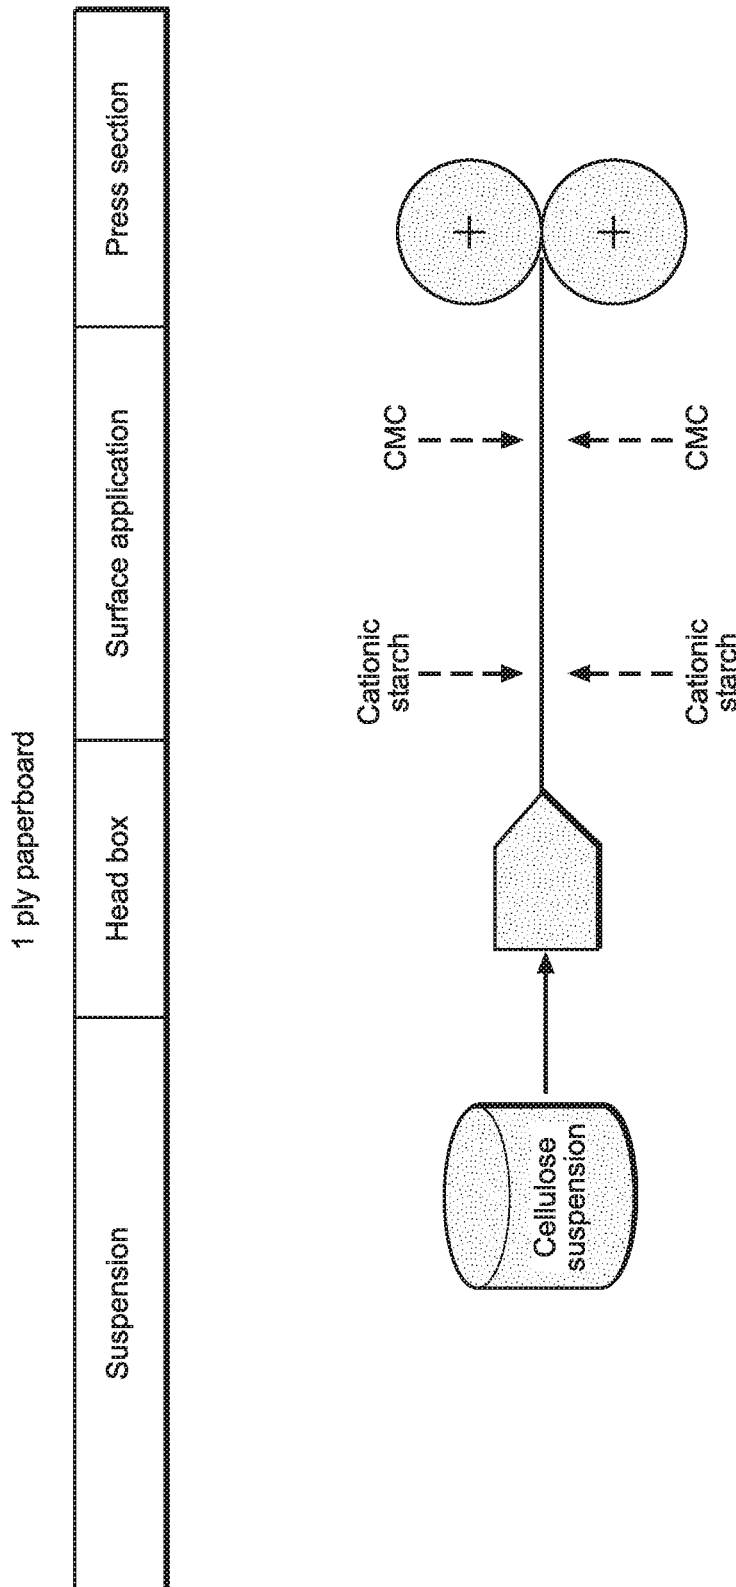 1 ply paperboard
Suspension
Head box
Surface application
Press section
Cellulose
suspension
Cationic
starch
CMC
Cationic
starch
CMC